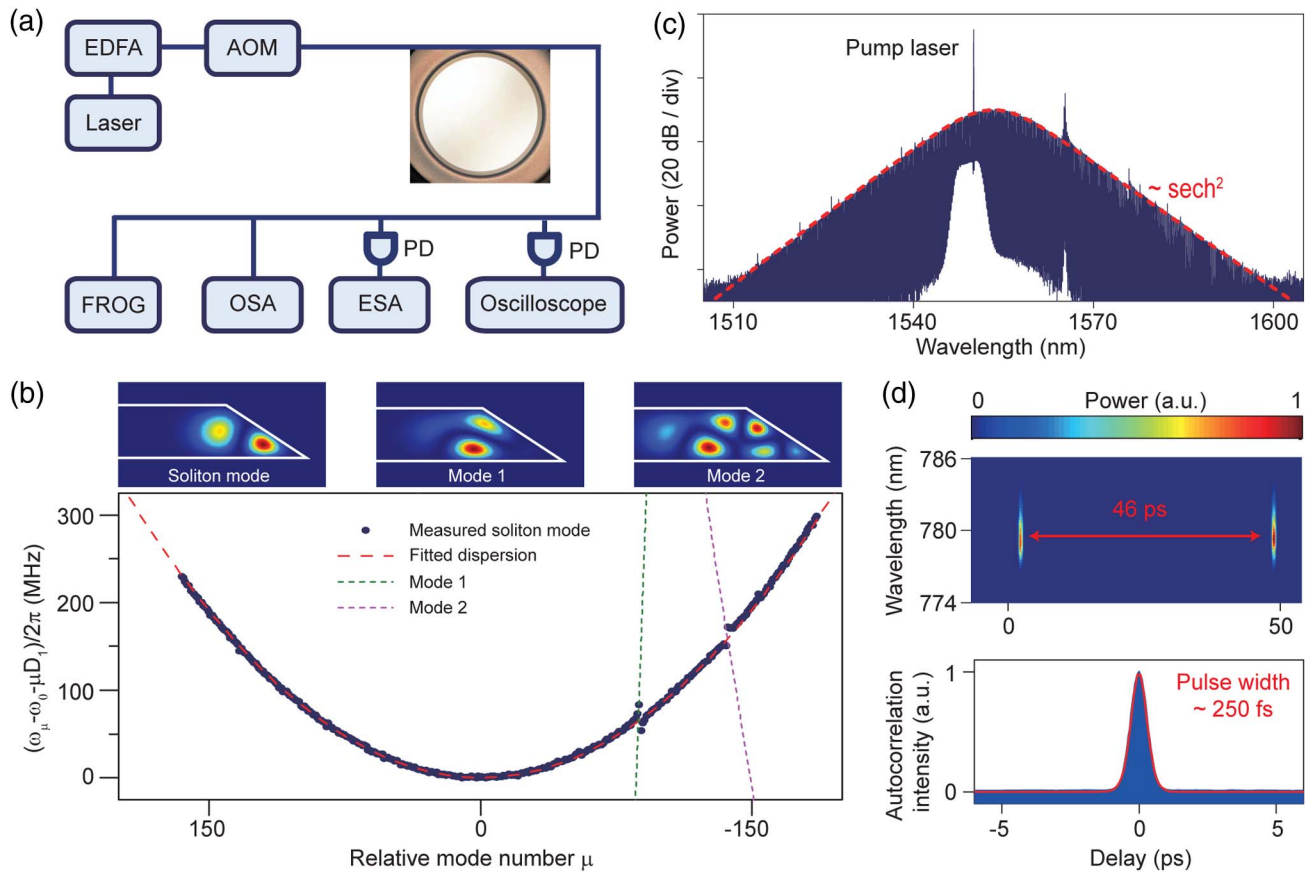 (a)
EDFA
AOM
Laser
PD
PD
FROG
OSA
ESA
Oscilloscope
(b)
Soliton mode
Mode 1
Mode 2
(ω_μ-ω_0-μD_1)/2π (MHz)
300
200
100
0
Measured soliton mode
Fitted dispersion
Mode 1
Mode 2
150
0
-150
Relative mode number μ
(c)
Power (20 dB / div)
Pump laser
~ sech²
1510
1540
1570
1600
Wavelength (nm)
(d)
0
Power (a.u.)
1
Wavelength (nm)
786
780
774
46 ps
0
50
Autocorrelation
intensity (a.u.)
1
0
Pulse width
~ 250 fs
-5
0
5
Delay (ps)